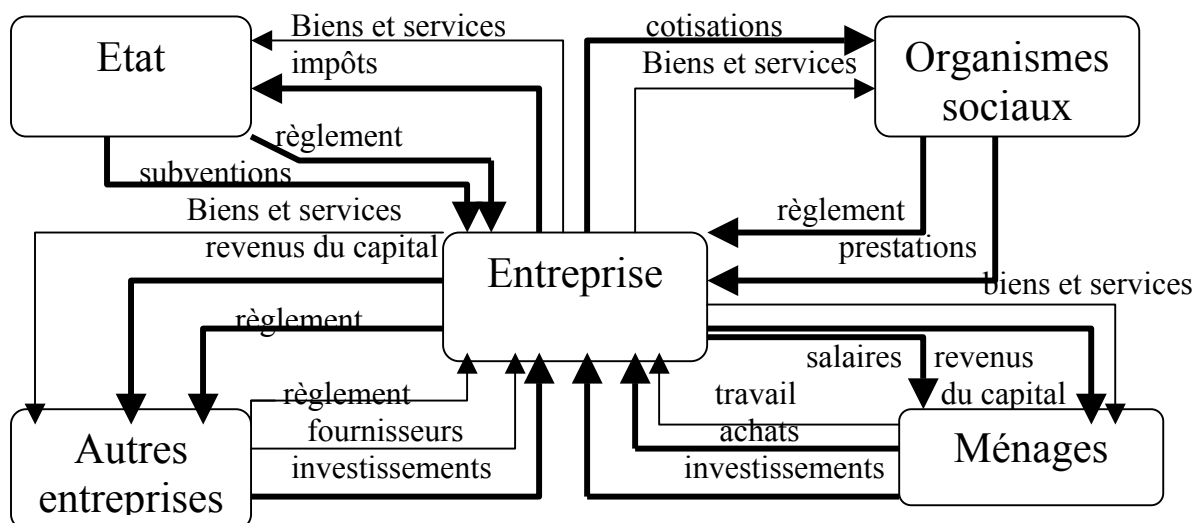 Biens et services
cotisations
Etat
impôts
Biens et services
Organismes
sociaux
règlement
subventions
Biens et services
règlement
revenus du capital
prestations
Entreprise
biens et services
règlement
salaires
revenus
du capital
règlement
travail
fournisseurs
achats
investissements
investissements
Autres
entreprises
Ménages